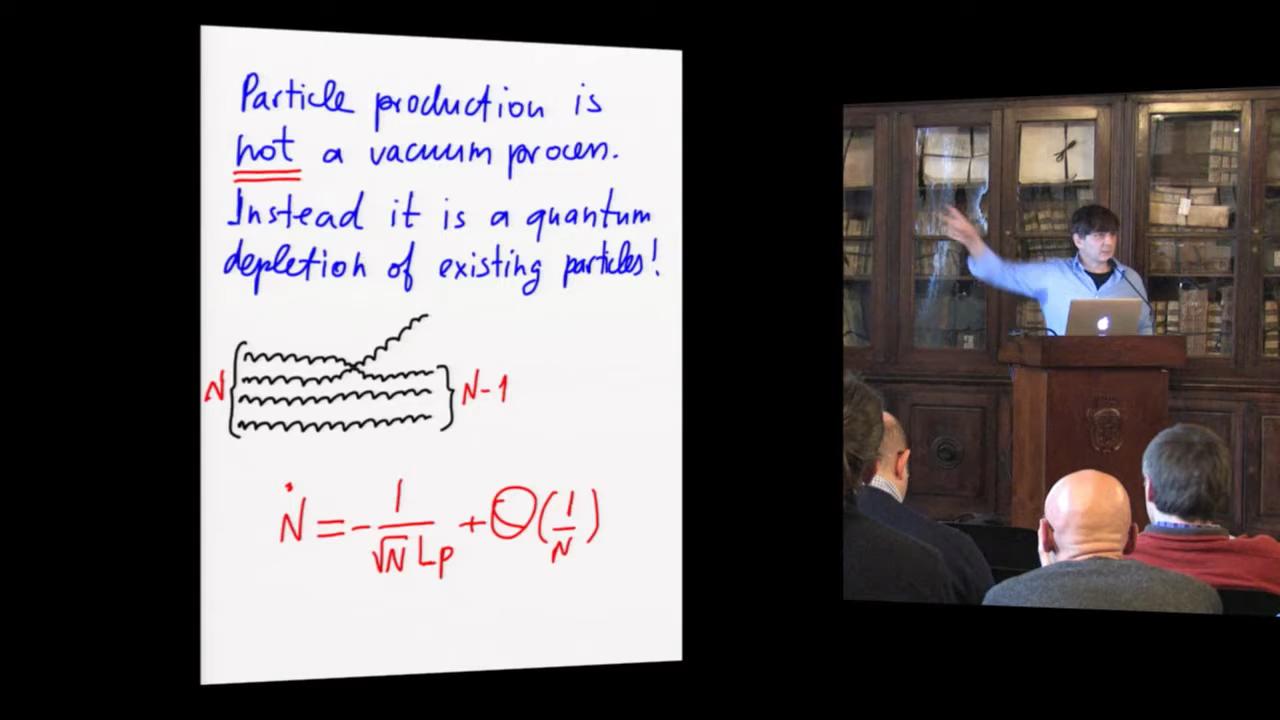 Particle production is
not a vacuum process.
Instead it is a quantum
depletion of existing particles!
N
N-1
Ṅ = - 1/(√N Lp) + O(1/N)